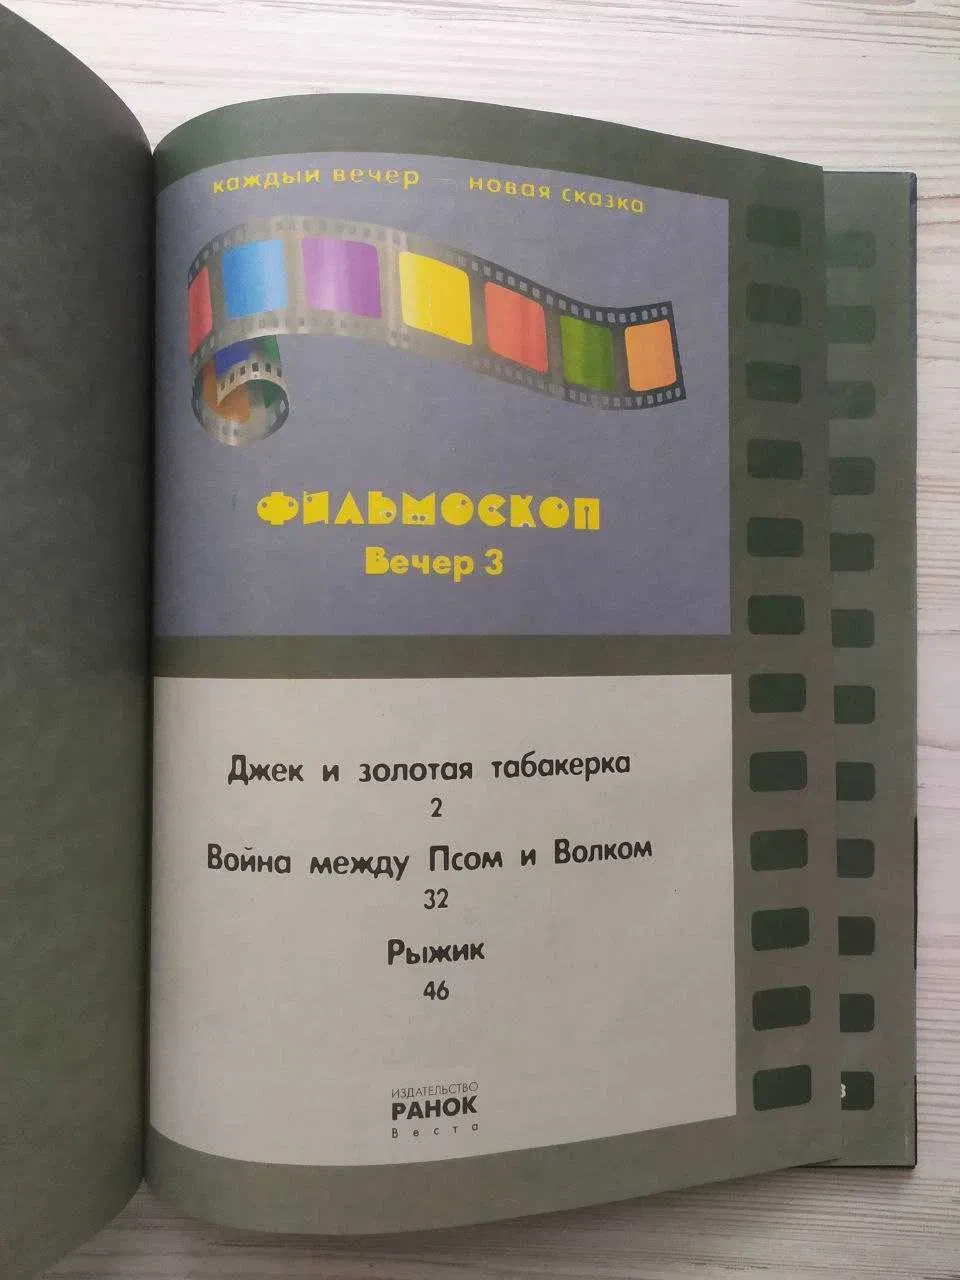 каждый вечер — новая сказка
ФИЛЬМОСКОП
Вечер 3
Джек и золотая табакерка
2
Война между Псом и Волком
32
Рыжик
46
ИЗДАТЕЛЬСТВО
РАНОК
Веста
3